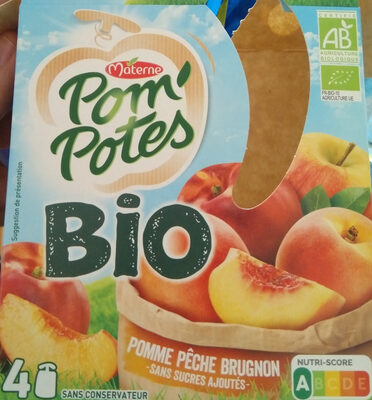 Materne
Pom'
Potes
BIO
CERTIFIÉ
AB
AGRICULTURE
BIOLOGIQUE
FR-BIO-10
AGRICULTURE UE
Suggestion de présentation
POMME PÊCHE BRUGNON
-SANS SUCRES AJOUTÉS-
4
SANS CONSERVATEUR
NUTRI-SCORE
A B C D E